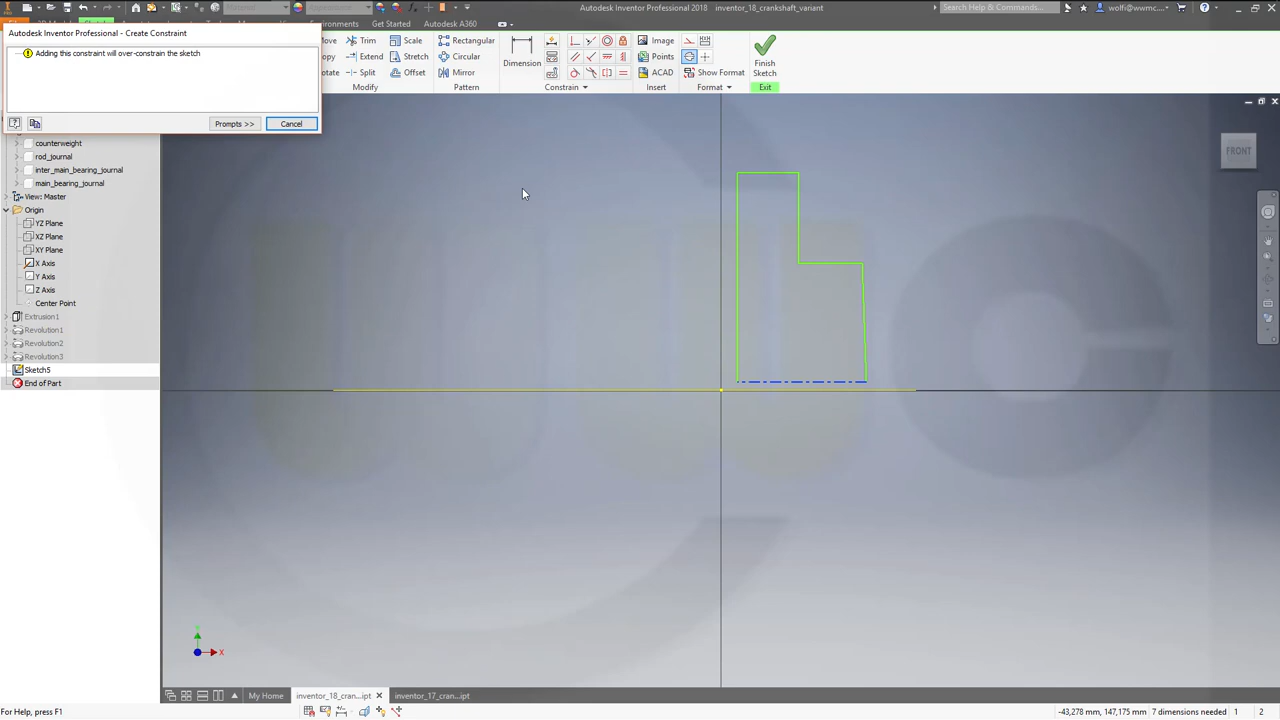 Autodesk Inventor Professional 2018
inventor_18_crankshaft_variant
Search Help & Commands...
wolfi@wwmc....
Environments
Get Started
Autodesk A360
Autodesk Inventor Professional - Create Constraint
Adding this constraint will over-constrain the sketch
Prompts >>
Cancel
Trim
Scale
Extend
Stretch
Split
Offset
Modify
Rectangular
Circular
Mirror
Pattern
Dimension
Constrain
Image
Points
ACAD
Insert
Show Format
Format
Finish
Sketch
Exit
counterweight
rod_journal
inter_main_bearing_journal
main_bearing_journal
View: Master
Origin
YZ Plane
XZ Plane
XY Plane
X Axis
Y Axis
Z Axis
Center Point
Extrusion1
Revolution1
Revolution2
Revolution3
Sketch5
End of Part
FRONT
X
My Home
inventor_18_cran...ipt
inventor_17_cran...ipt
For Help, press F1
-43,278 mm, 147,175 mm
7 dimensions needed
1
2